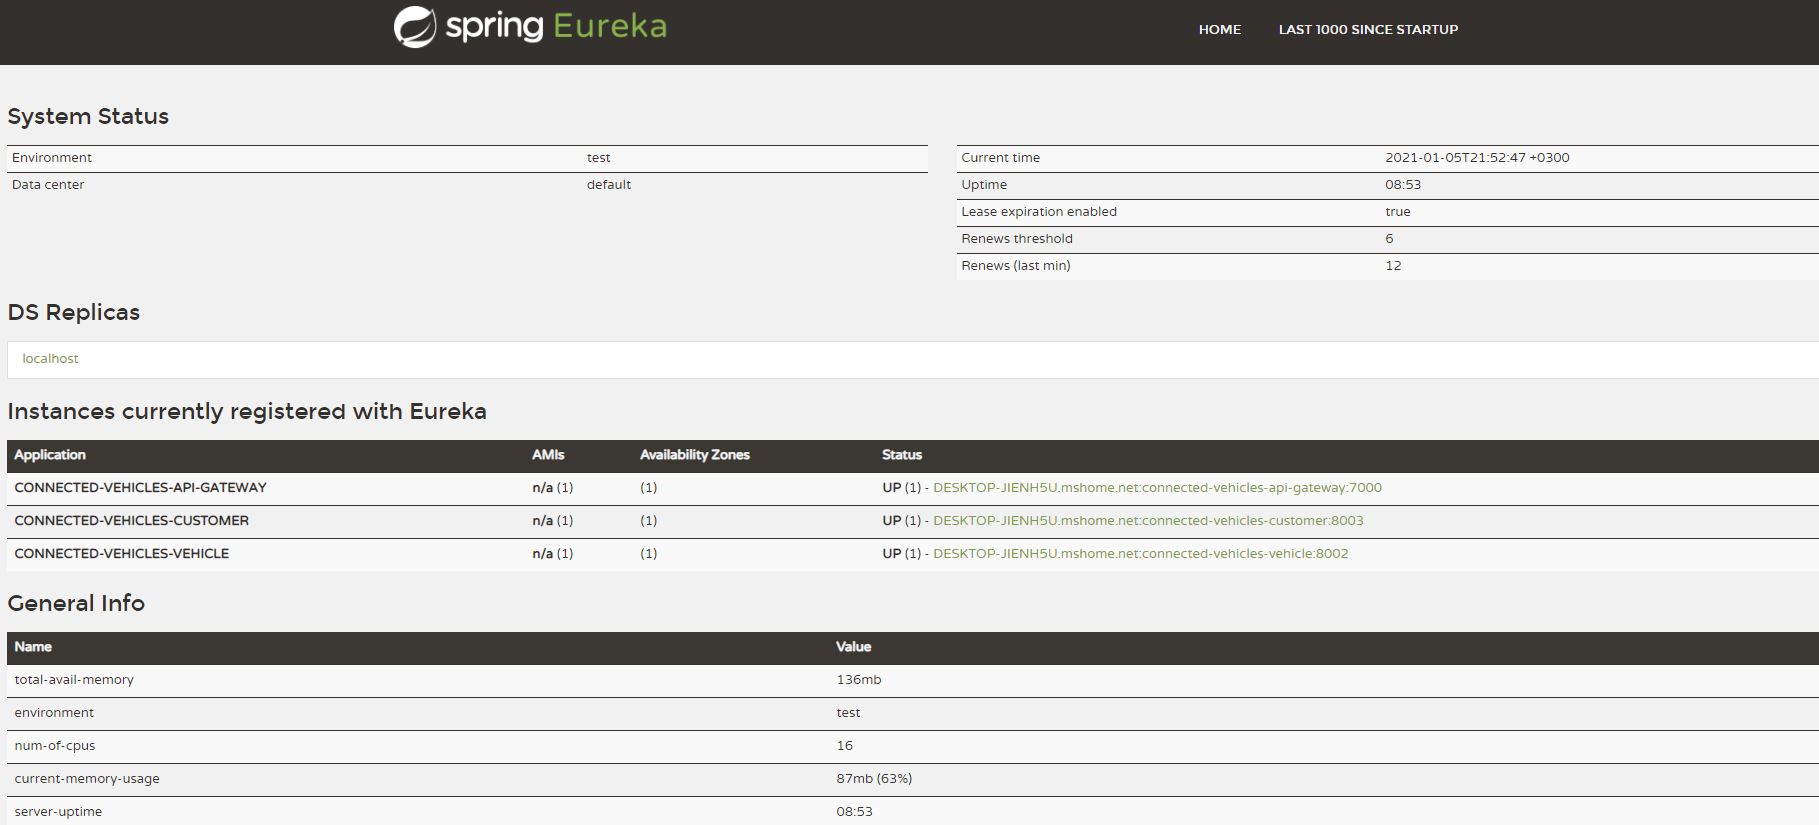 spring Eureka HOME LAST 1000 SINCE STARTUP
System Status
Environment test
Data center default
Current time 2021-01-05T21:52:47 +0300
Uptime 08:53
Lease expiration enabled true
Renews threshold 6
Renews (last min) 12
DS Replicas
localhost
Instances currently registered with Eureka
Application AMIs Availability Zones Status
CONNECTED-VEHICLES-API-GATEWAY n/a (1) (1) UP (1) - DESKTOP-JIENH5U.mshome.net:connected-vehicles-api-gateway:7000
CONNECTED-VEHICLES-CUSTOMER n/a (1) (1) UP (1) - DESKTOP-JIENH5U.mshome.net:connected-vehicles-customer:8003
CONNECTED-VEHICLES-VEHICLE n/a (1) (1) UP (1) - DESKTOP-JIENH5U.mshome.net:connected-vehicles-vehicle:8002
General Info
Name Value
total-avail-memory 136mb
environment test
num-of-cpus 16
current-memory-usage 87mb (63%)
server-uptime 08:53